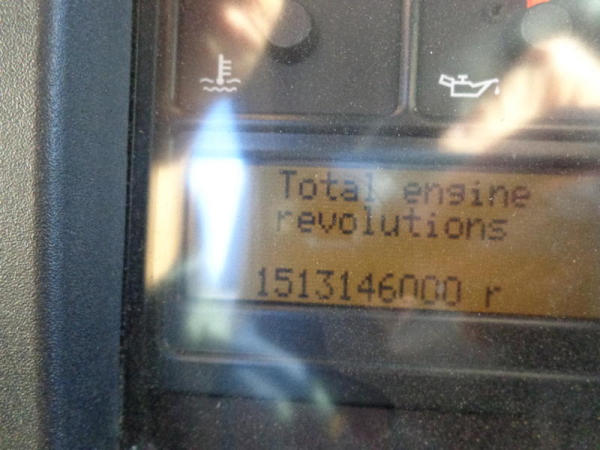 Total engine
revolutions
1513146000 r